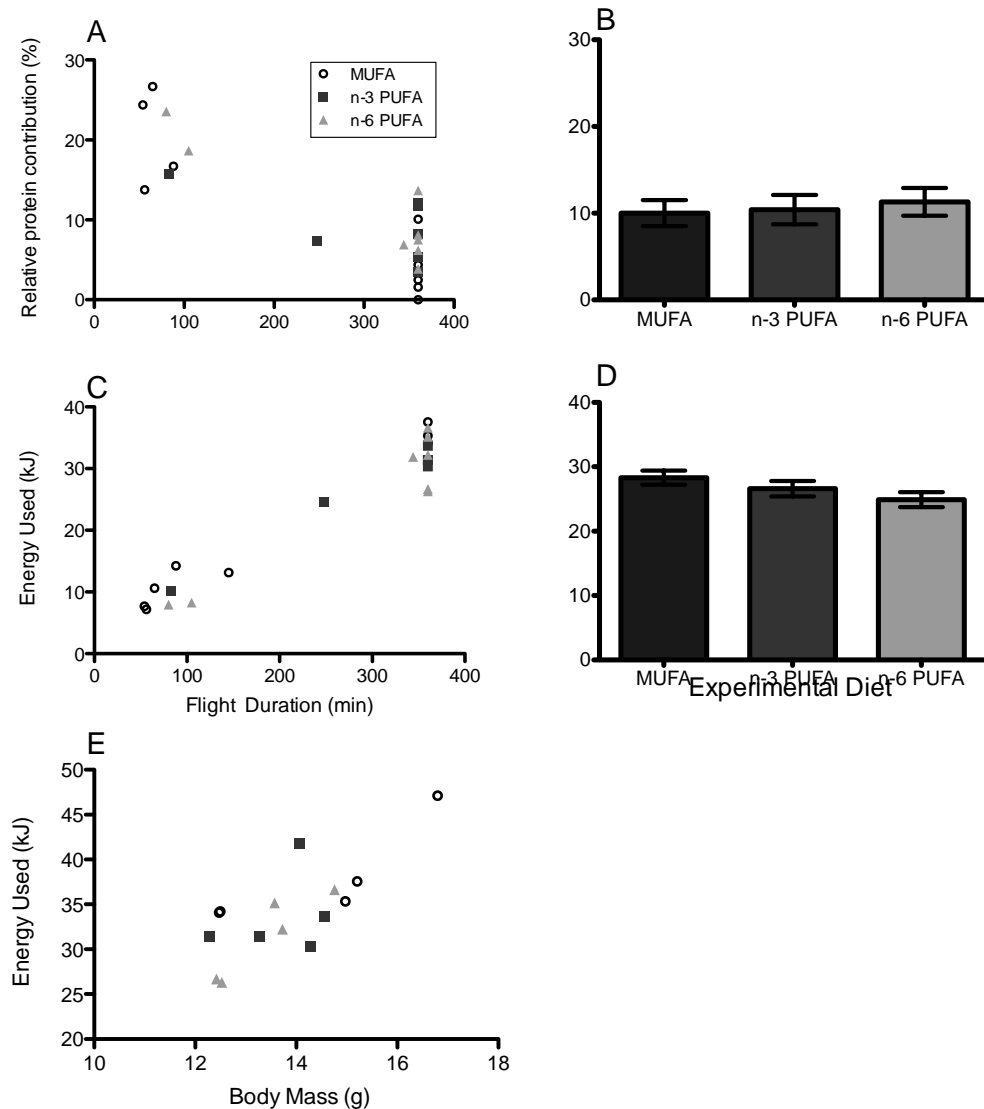 A
Relative protein contribution (%)
30
20
10
0
0 100 200 300 400
MUFA
n-3 PUFA
n-6 PUFA
B
30
20
10
0
MUFA n-3 PUFA n-6 PUFA
C
Energy Used (kJ)
40
30
20
10
0
0 100 200 300 400
Flight Duration (min)
D
40
30
20
10
0
MUFA n-3 PUFA n-6 PUFA
Experimental Diet
E
Energy Used (kJ)
50
45
40
35
30
25
20
10 12 14 16 18
Body Mass (g)